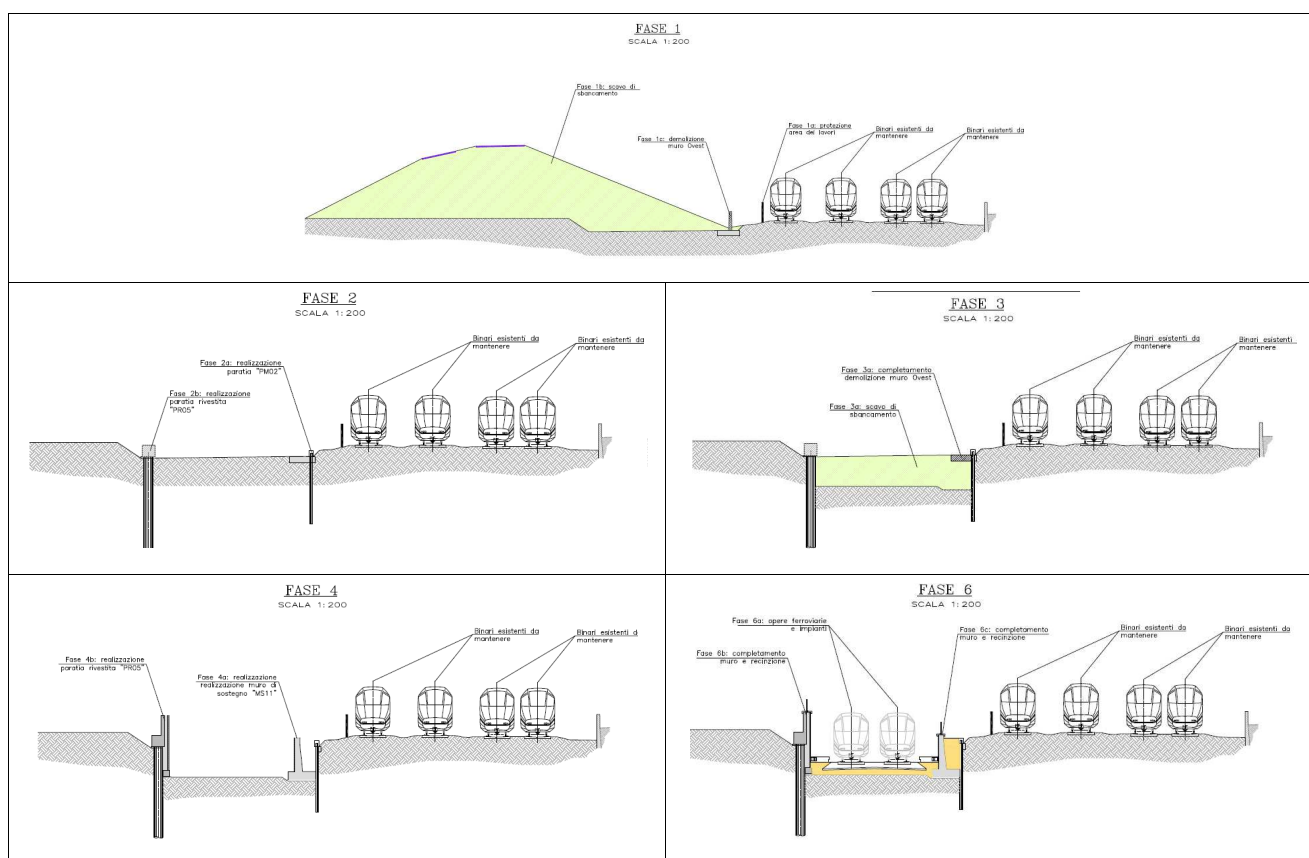 FASE 1
SCALA 1:200
Fase 1b: scavo di
sbancamento
Fase 1c: demolizione
muro Ovest
Fase 1a: protezione
area dei lavori
Binari esistenti da
mantenere
Binari esistenti da
mantenere
FASE 2
SCALA 1:200
Fase 2a: realizzazione
paratia "PM02"
Fase 2b: realizzazione
paratia rivestita
"PR05"
Binari esistenti da
mantenere
Binari esistenti da
mantenere
FASE 3
SCALA 1:200
Fase 3a: completamento
demolizione muro Ovest
Fase 3a: scavo di
sbancamento
Binari esistenti da
mantenere
Binari esistenti
mantenere
FASE 4
SCALA 1:200
Fase 4b: realizzazione
paratia rivestita "PR05"
Fase 4a: realizzazione
realizzazione muro di
sostegno "MS11"
Binari esistenti da
mantenere
Binari esistenti d
mantenere
FASE 6
SCALA 1:200
Fase 6a: opere ferroviarie
e impianti
Fase 6b: completamento
muro e recinzione
Fase 6c: completamento
muro e recinzione
Binari esistenti da
mantenere
Binari esistenti da
mantenere